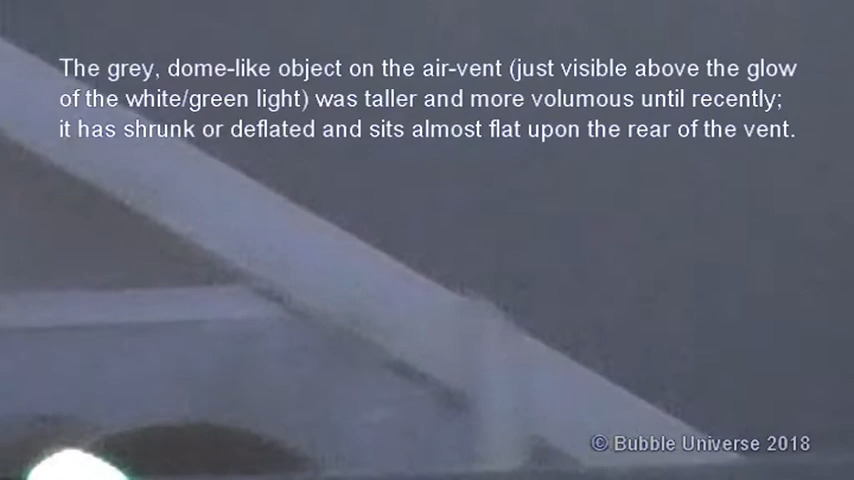 The grey, dome-like object on the air-vent (just visible above the glow
of the white/green light) was taller and more volumous until recently;
it has shrunk or deflated and sits almost flat upon the rear of the vent.
© Bubble Universe 2018